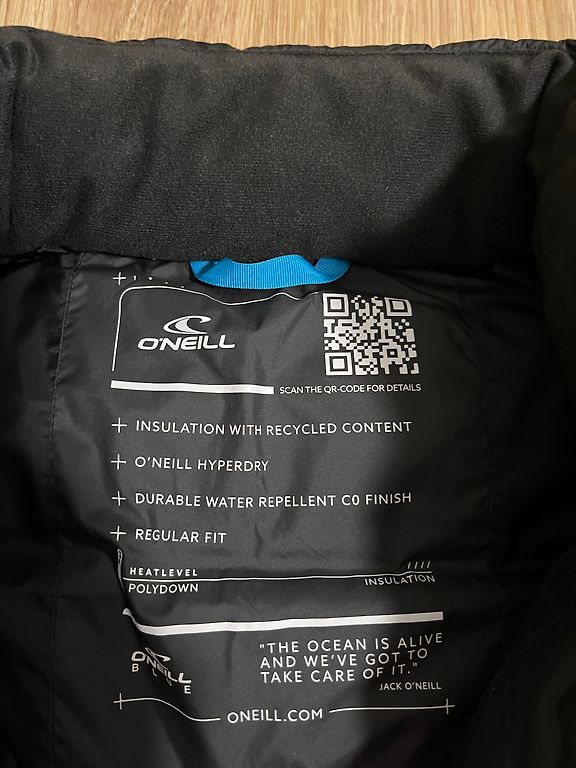 O'NEILL
SCAN THE QR-CODE FOR DETAILS
+ INSULATION WITH RECYCLED CONTENT
+ O'NEILL HYPERDRY
+ DURABLE WATER REPELLENT C0 FINISH
+ REGULAR FIT
HEATLEVEL ////
POLYDOWN INSULATION
O'NEILL
BLUE
"THE OCEAN IS ALIVE
AND WE'VE GOT TO
TAKE CARE OF IT."
JACK O'NEILL
ONEILL.COM